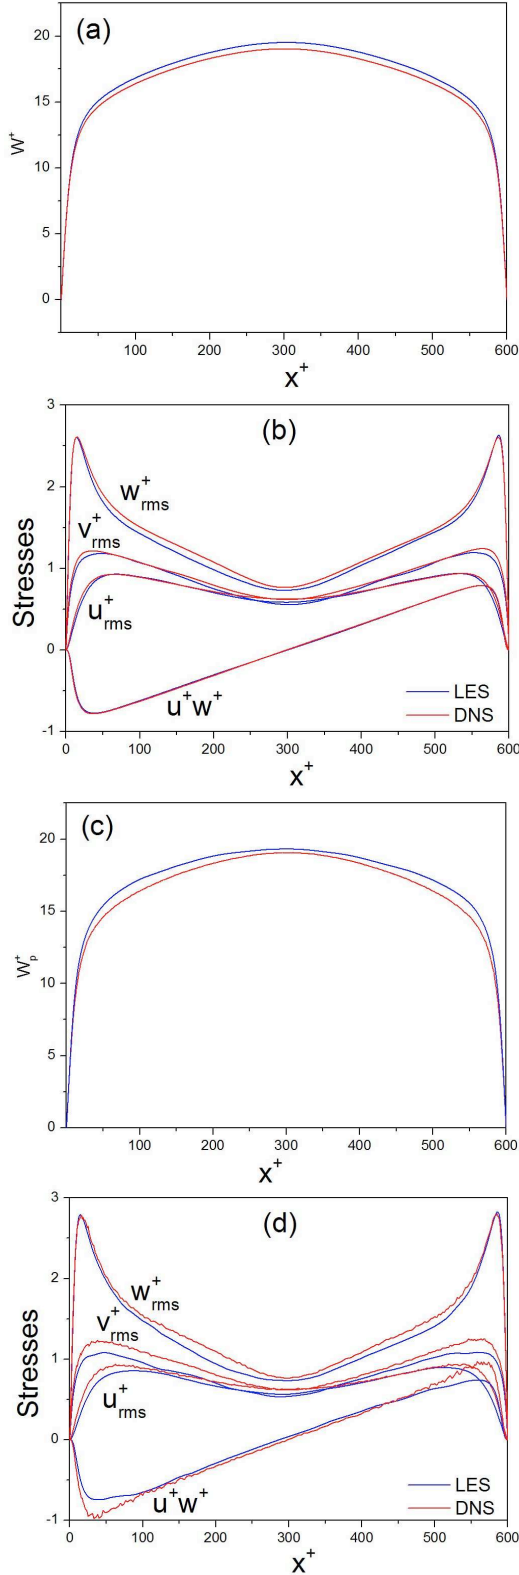 (a)
20
15
10
5
0
W+
100 200 300 400 500 600
x+
(b)
3
2
1
0
-1
Stresses
w+rms
v+rms
u+rms
u+w+
LES
DNS
0 100 200 300 400 500 600
x+
(c)
20
15
10
5
0
W+p
100 200 300 400 500 600
x+
(d)
3
2
1
0
-1
Stresses
w+rms
v+rms
u+rms
u+w+
LES
DNS
0 100 200 300 400 500 600
x+